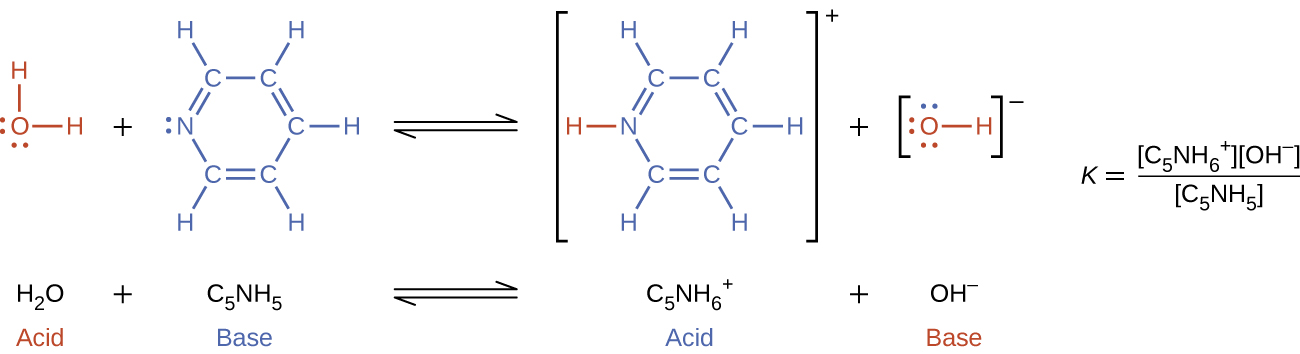 H H H H H + −
H C C H C C
:O—H + :N C—H ⇌ H—N C—H + [:O—H]
C C C C
H H H H
K = [C₅NH₆⁺][OH⁻] / [C₅NH₅]
H₂O + C₅NH₅ ⇌ C₅NH₆⁺ + OH⁻
Acid Base Acid Base